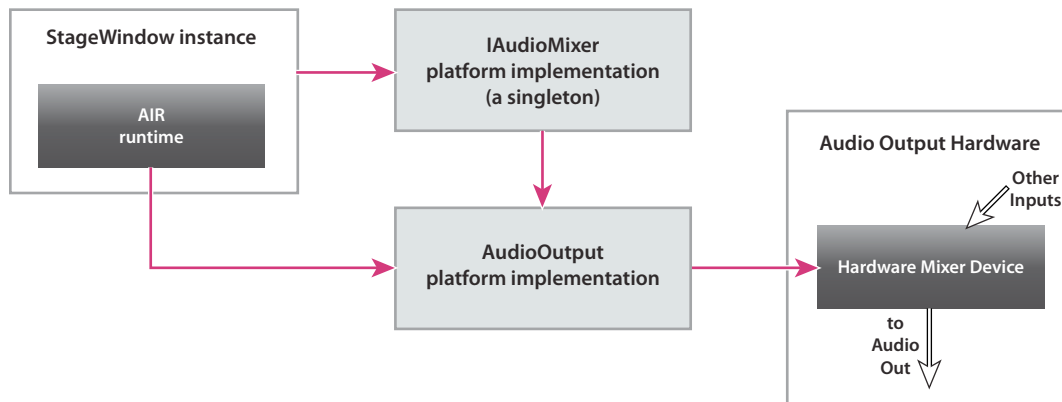 StageWindow instance
AIR
runtime
IAudioMixer
platform implementation
(a singleton)
AudioOutput
platform implementation
Audio Output Hardware
Other
Inputs
Hardware Mixer Device
to
Audio
Out